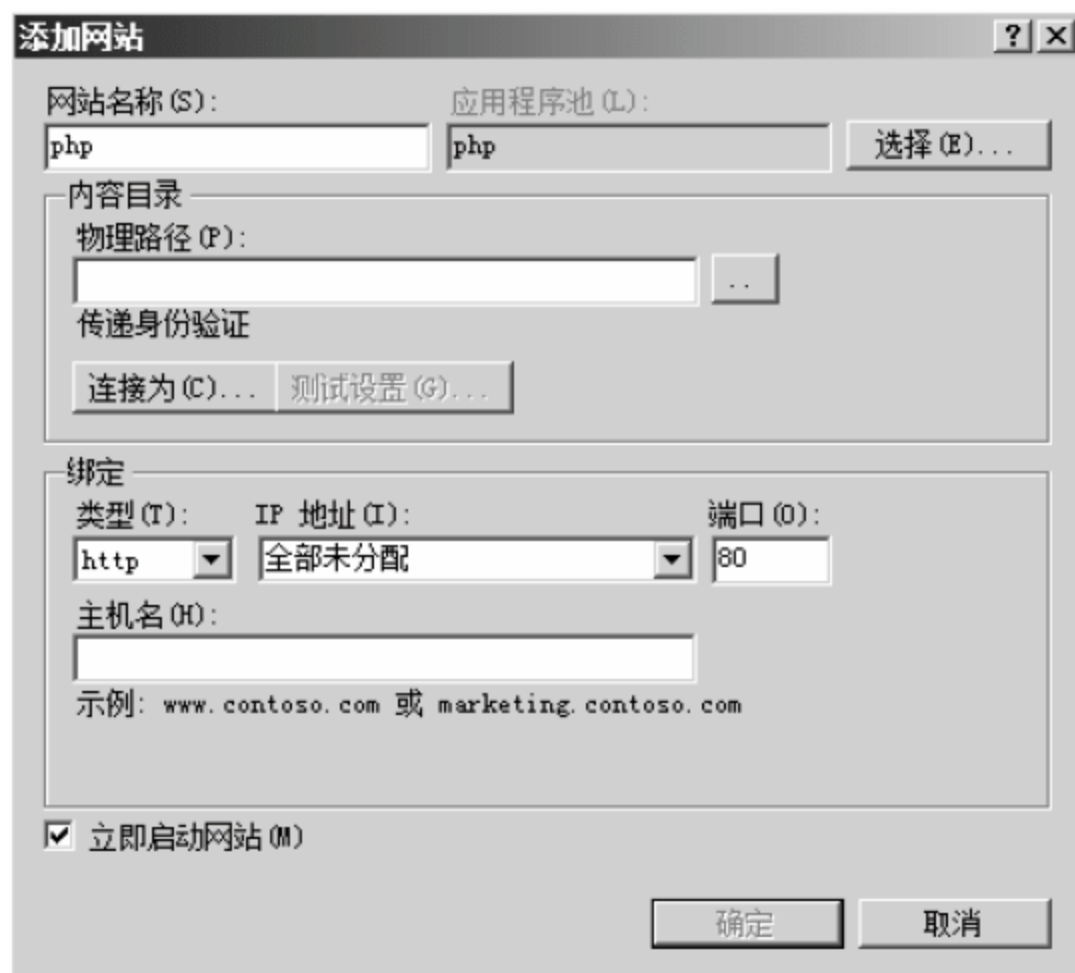 添加网站
网站名称(S): 应用程序池(L):
php php 选择(E)...
内容目录
物理路径(P):
..
传递身份验证
连接为(C)... 测试设置(G)...
绑定
类型(T): IP 地址(I): 端口(O):
http 全部未分配 80
主机名(H):
示例: www.contoso.com 或 marketing.contoso.com
立即启动网站(M)
确定 取消